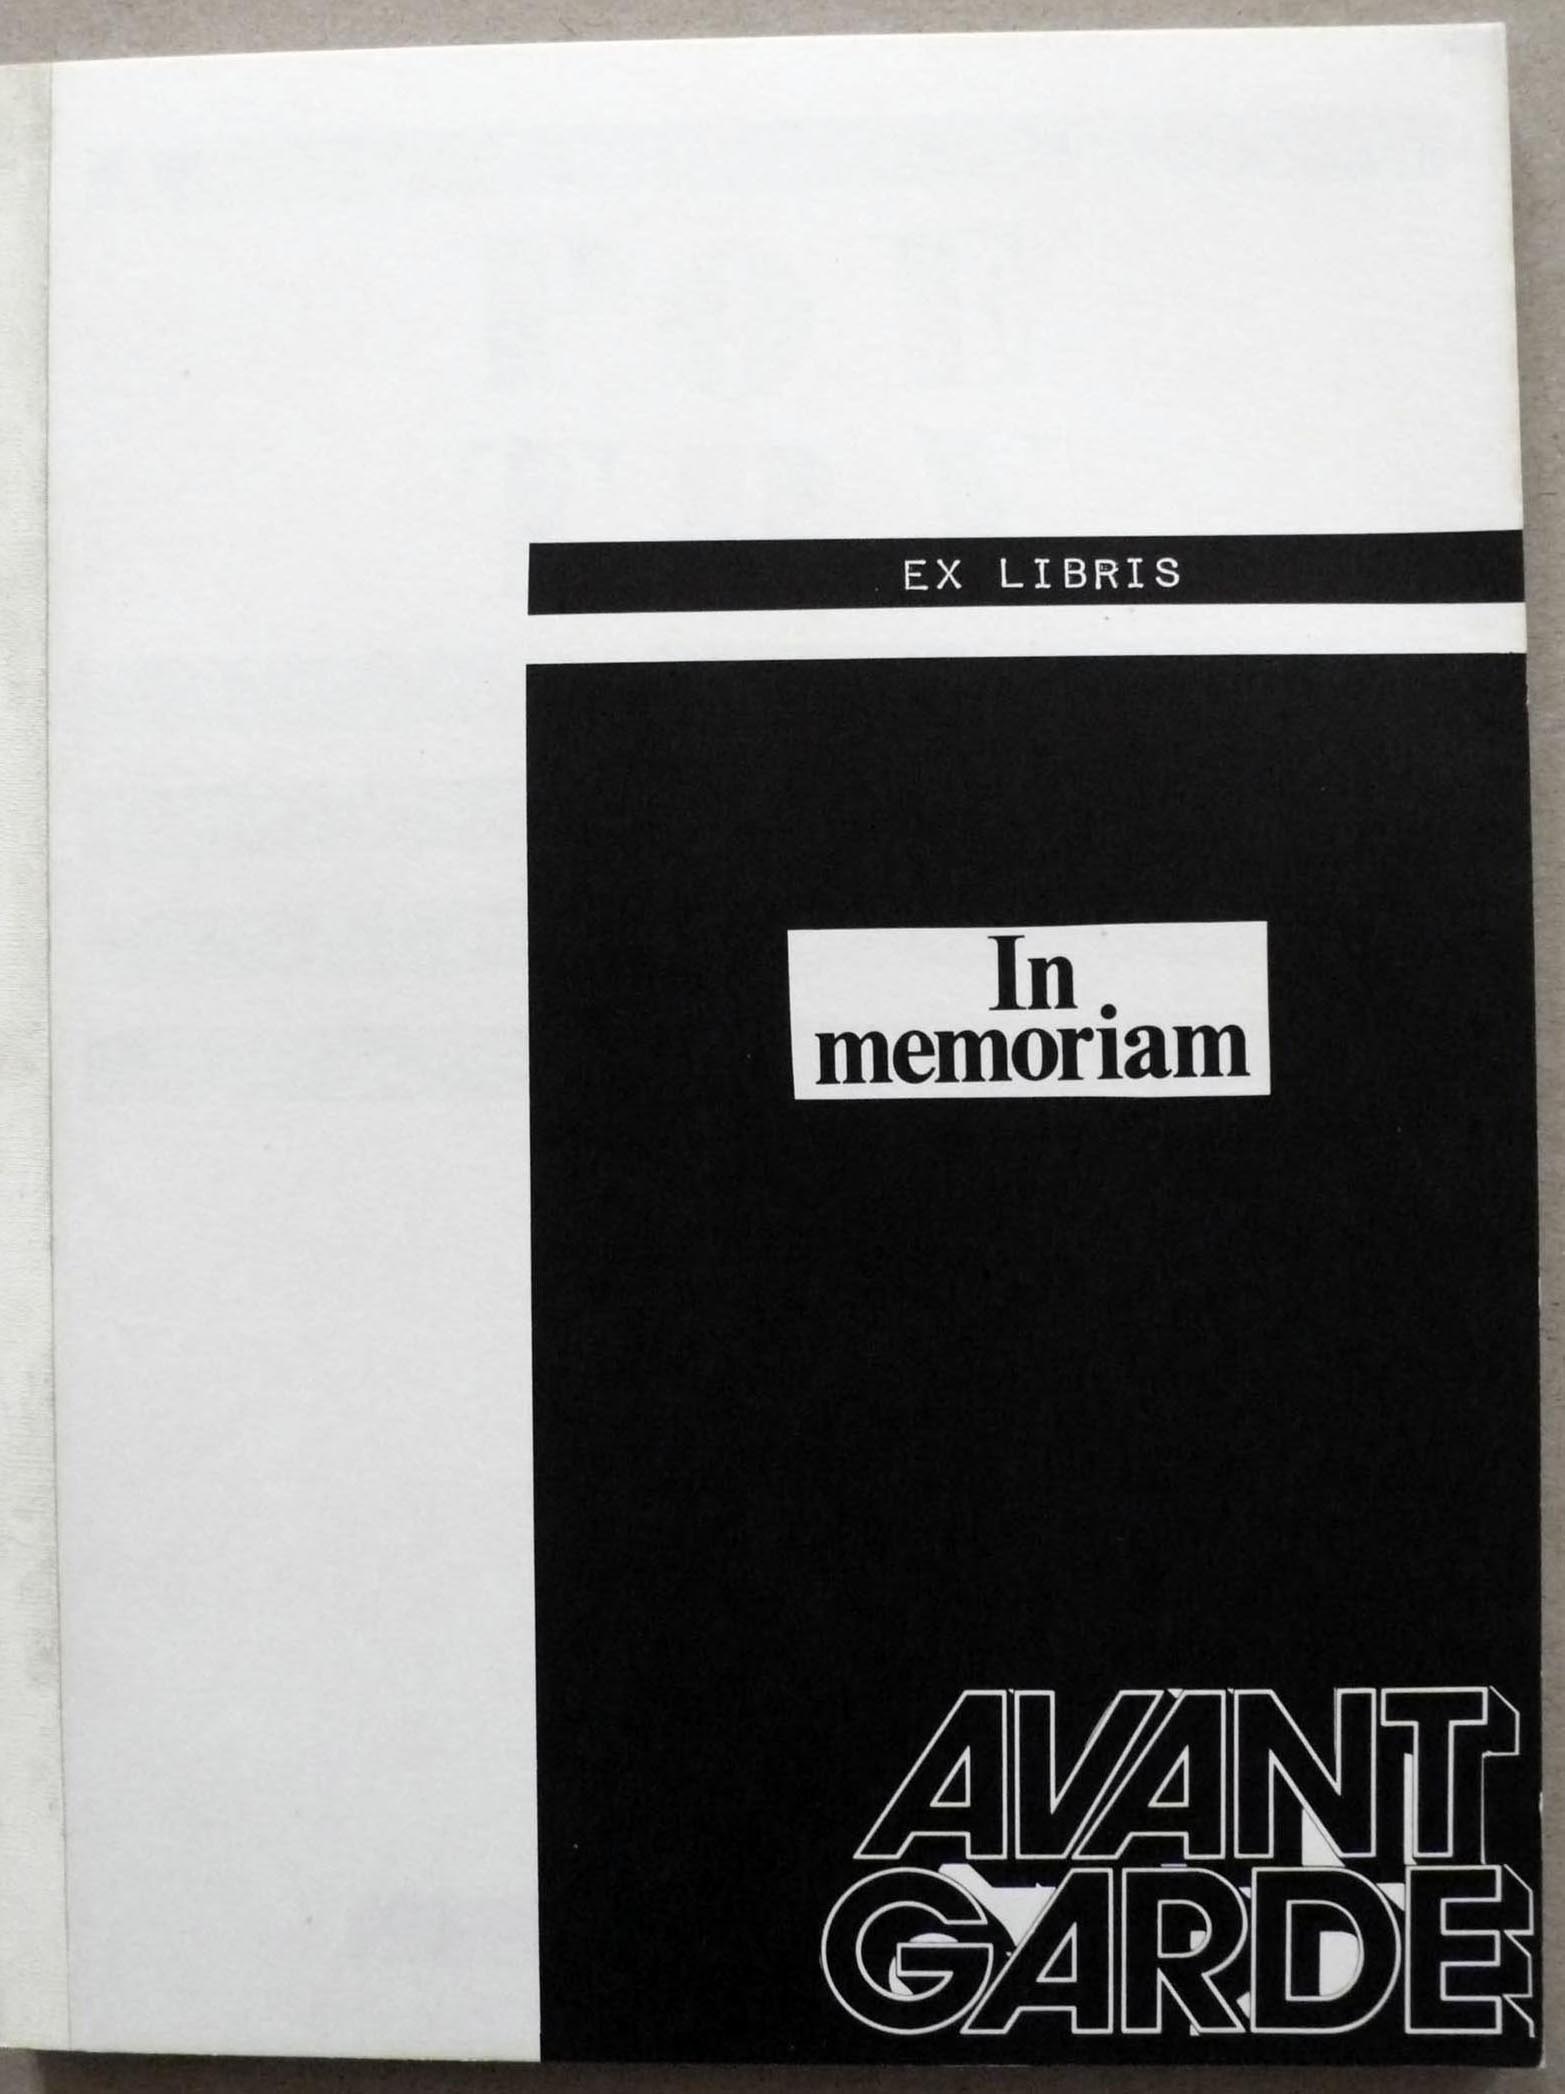 EX LIBRIS
In
memoriam
AVANT
GARDE